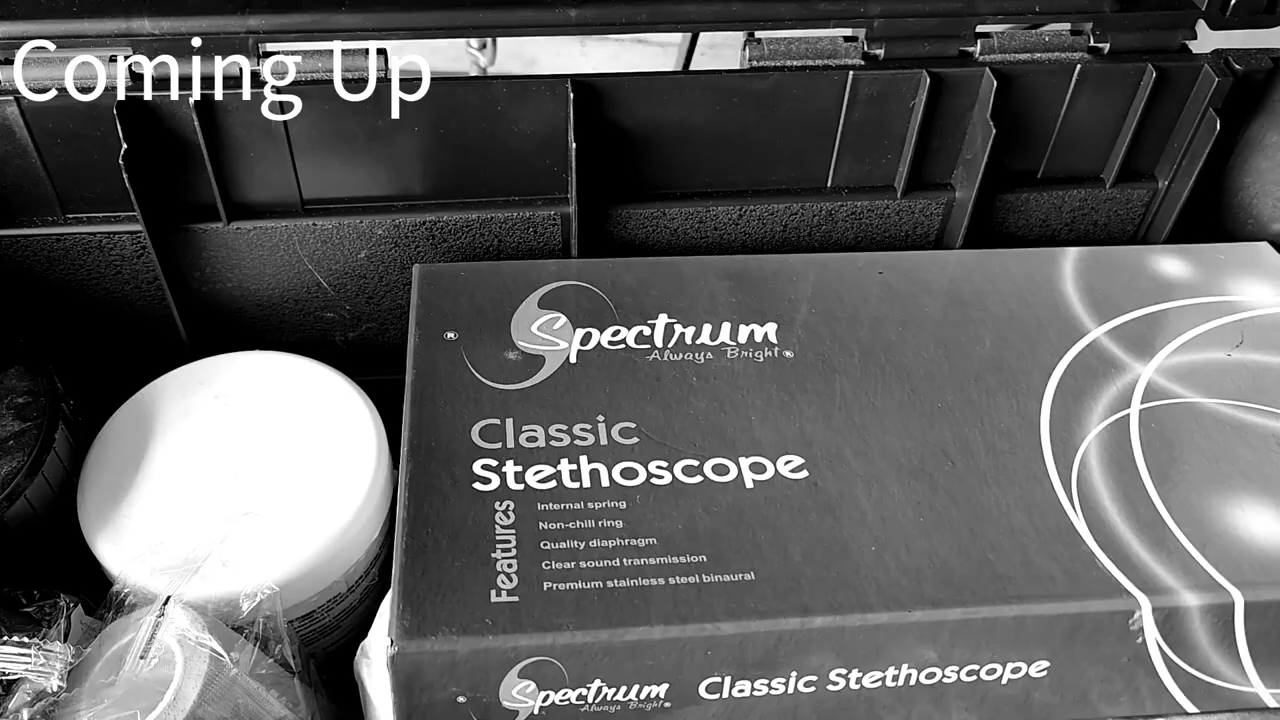 Coming Up
Spectrum
Always Bright®
®
Classic
Stethoscope
Features
Internal spring
Non-chill ring
Quality diaphragm
Clear sound transmission
Premium stainless steel binaural
Spectrum
Always Bright®
Classic Stethoscope